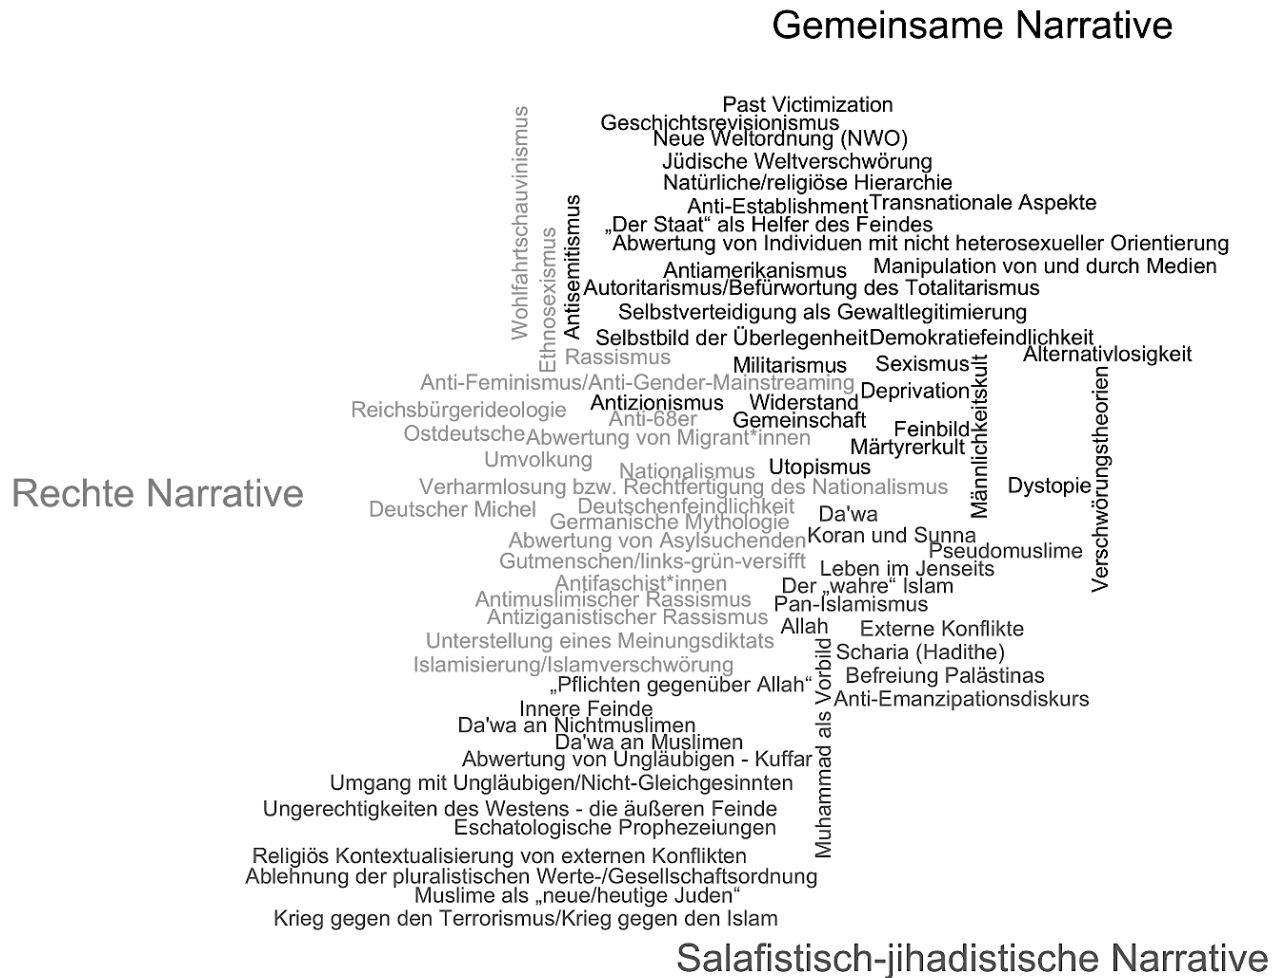 Gemeinsame Narrative
Past Victimization
Geschichtsrevisionismus
Neue Weltordnung (NWO)
Jüdische Weltverschwörung
Natürliche/religiöse Hierarchie
Anti-Establishment
Transnationale Aspekte
„Der Staat“ als Helfer des Feindes
Abwertung von Individuen mit nicht heterosexueller Orientierung
Antiamerikanismus
Manipulation von und durch Medien
Autoritarismus/Befürwortung des Totalitarismus
Selbstverteidigung als Gewaltlegitimierung
Selbstbild der Überlegenheit
Demokratiefeindlichkeit
Wohlfahrtschauvinismus
Ethnosexismus
Antisemitismus
Rassismus
Militarismus
Sexismus
Alternativlosigkeit
Anti-Feminismus/Anti-Gender-Mainstreaming
Deprivation
Männlichkeitskult
Verschwörungstheorien
Reichsbürgerideologie
Antizionismus
Widerstand
Anti-68er
Gemeinschaft
Feinbild
Ostdeutsche
Abwertung von Migrant*innen
Märtyrerkult
Umvolkung
Nationalismus
Utopismus
Rechte Narrative
Verharmlosung bzw. Rechtfertigung des Nationalismus
Dystopie
Deutscher Michel
Deutschenfeindlichkeit
Da'wa
Germanische Mythologie
Abwertung von Asylsuchenden
Koran und Sunna
Pseudomuslime
Gutmenschen/links-grün-versifft
Leben im Jenseits
Antifaschist*innen
Der „wahre“ Islam
Antimuslimischer Rassismus
Pan-Islamismus
Antiziganistischer Rassismus
Allah
Externe Konflikte
Unterstellung eines Meinungsdiktats
Scharia (Hadithe)
Islamisierung/Islamverschwörung
Befreiung Palästinas
„Pflichten gegenüber Allah“
Muhammad als Vorbild
Anti-Emanzipationsdiskurs
Innere Feinde
Da'wa an Nichtmuslimen
Da'wa an Muslimen
Abwertung von Ungläubigen - Kuffar
Umgang mit Ungläubigen/Nicht-Gleichgesinnten
Ungerechtigkeiten des Westens - die äußeren Feinde
Eschatologische Prophezeiungen
Religiös Kontextualisierung von externen Konflikten
Ablehnung der pluralistischen Werte-/Gesellschaftsordnung
Muslime als „neue/heutige Juden“
Krieg gegen den Terrorismus/Krieg gegen den Islam
Salafistisch-jihadistische Narrative